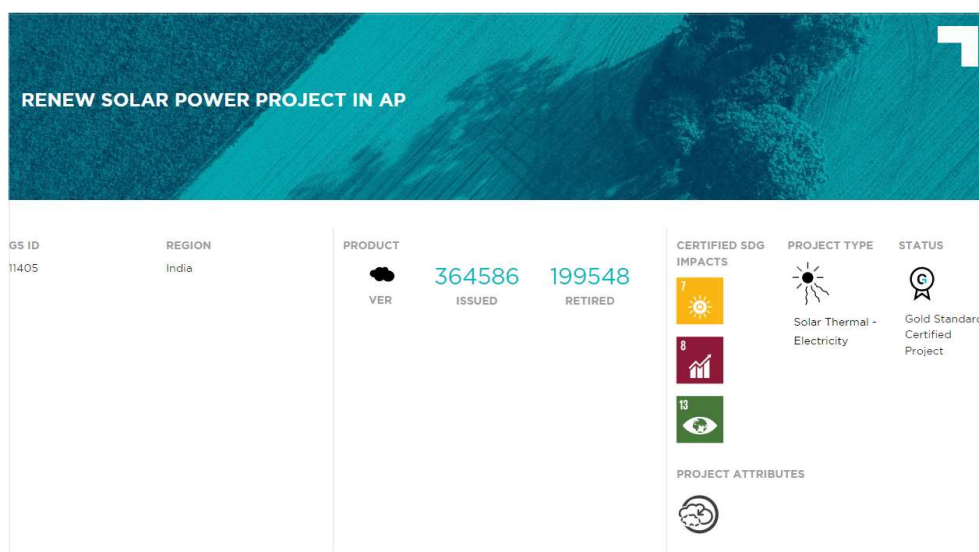 RENEW SOLAR POWER PROJECT IN AP
GS ID
11405
REGION
India
PRODUCT
VER
364586
ISSUED
199548
RETIRED
CERTIFIED SDG
IMPACTS
7
8
13
PROJECT TYPE
Solar Thermal -
Electricity
STATUS
G
Gold Standard
Certified
Project
PROJECT ATTRIBUTES